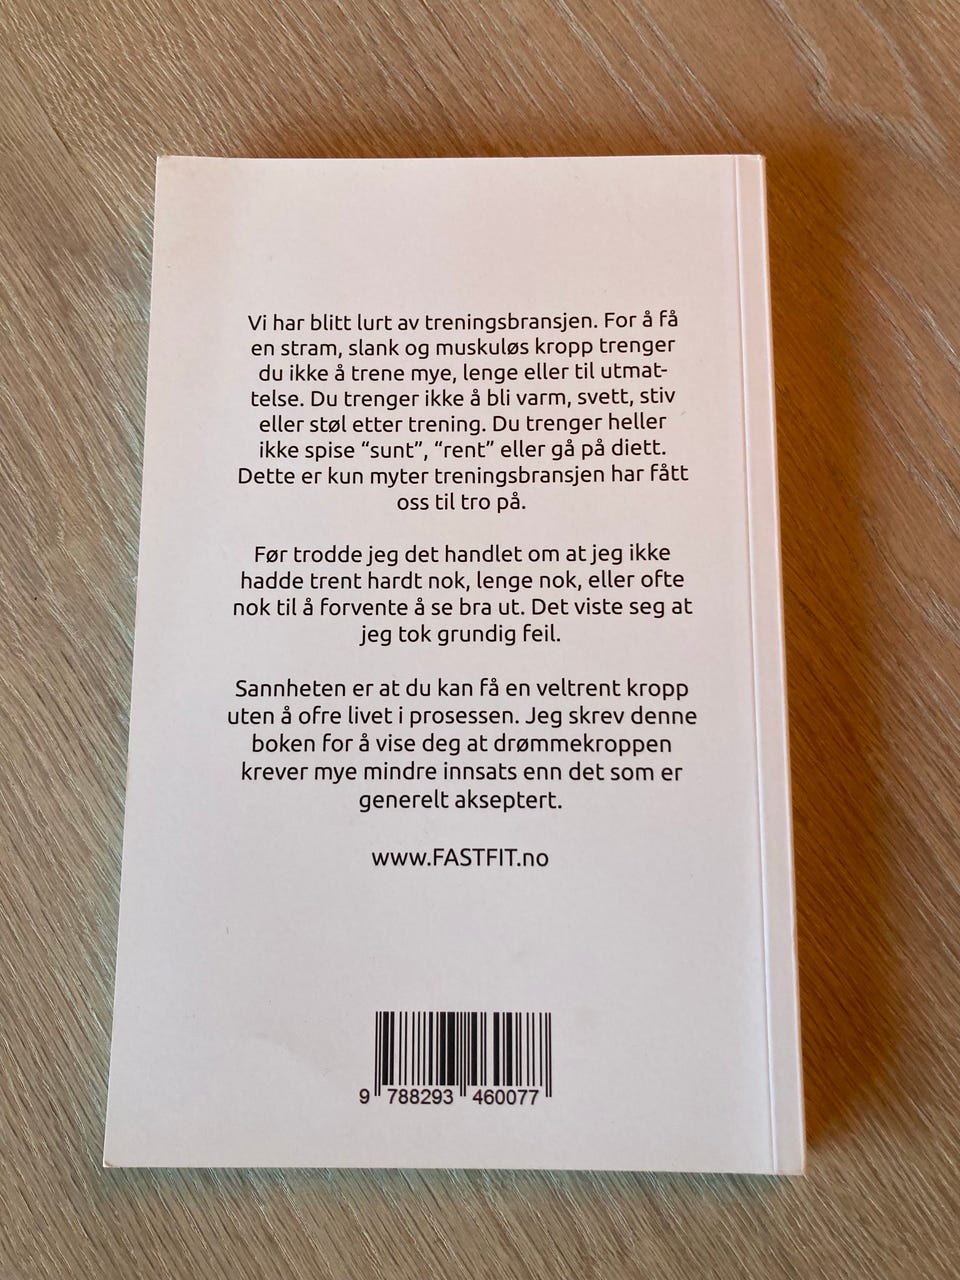 Vi har blitt lurt av treningsbransjen. For å få
en stram, slank og muskuløs kropp trenger
du ikke å trene mye, lenge eller til utmat-
telse. Du trenger ikke å bli varm, svett, stiv
eller støl etter trening. Du trenger heller
ikke spise “sunt”, “rent” eller gå på diett.
Dette er kun myter treningsbransjen har fått
oss til tro på.
Før trodde jeg det handlet om at jeg ikke
hadde trent hardt nok, lenge nok, eller ofte
nok til å forvente å se bra ut. Det viste seg at
jeg tok grundig feil.
Sannheten er at du kan få en veltrent kropp
uten å ofre livet i prosessen. Jeg skrev denne
boken for å vise deg at drømmekroppen
krever mye mindre innsats enn det som er
generelt akseptert.
www.FASTFIT.no
9 788293 460077